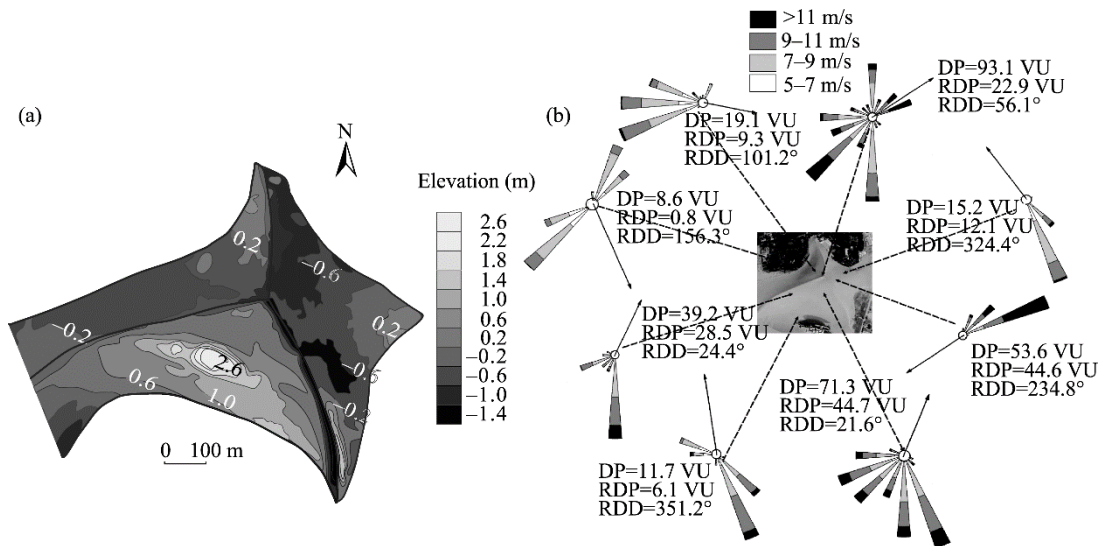 (a)
N
Elevation (m)
2.6
2.2
1.8
1.4
1.0
0.6
0.2
−0.2
−0.6
−1.0
−1.4
0.2
−0.6
−0.2
0.2
2.6
−0.6
0.6
1.0
−0.2
0 100 m
(b)
>11 m/s
9–11 m/s
7–9 m/s
5–7 m/s
DP=93.1 VU
RDP=22.9 VU
RDD=56.1°
DP=19.1 VU
RDP=9.3 VU
RDD=101.2°
DP=8.6 VU
RDP=0.8 VU
RDD=156.3°
DP=15.2 VU
RDP=12.1 VU
RDD=324.4°
DP=39.2 VU
RDP=28.5 VU
RDD=24.4°
DP=53.6 VU
RDP=44.6 VU
RDD=234.8°
DP=71.3 VU
RDP=44.7 VU
RDD=21.6°
DP=11.7 VU
RDP=6.1 VU
RDD=351.2°